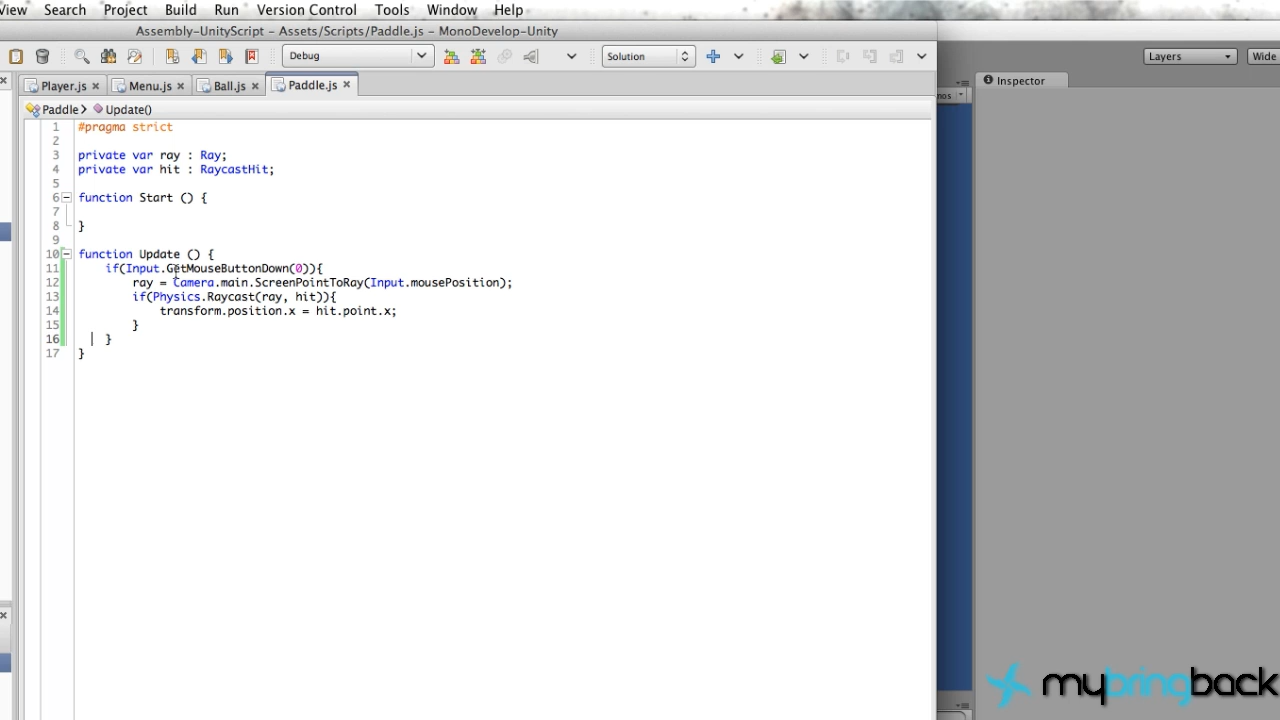 View Search Project Build Run Version Control Tools Window Help
Assembly-UnityScript – Assets/Scripts/Paddle.js – MonoDevelop-Unity
Debug Solution Layers Wide
Player.js Menu.js Ball.js Paddle.js Inspector
Paddle Update()
1 #pragma strict
2
3 private var ray : Ray;
4 private var hit : RaycastHit;
5
6 function Start () {
7
8 }
9
10 function Update () {
11 if(Input.GetMouseButtonDown(0)){
12 ray = Camera.main.ScreenPointToRay(Input.mousePosition);
13 if(Physics.Raycast(ray, hit)){
14 transform.position.x = hit.point.x;
15 }
16 }
17 }
mybringback